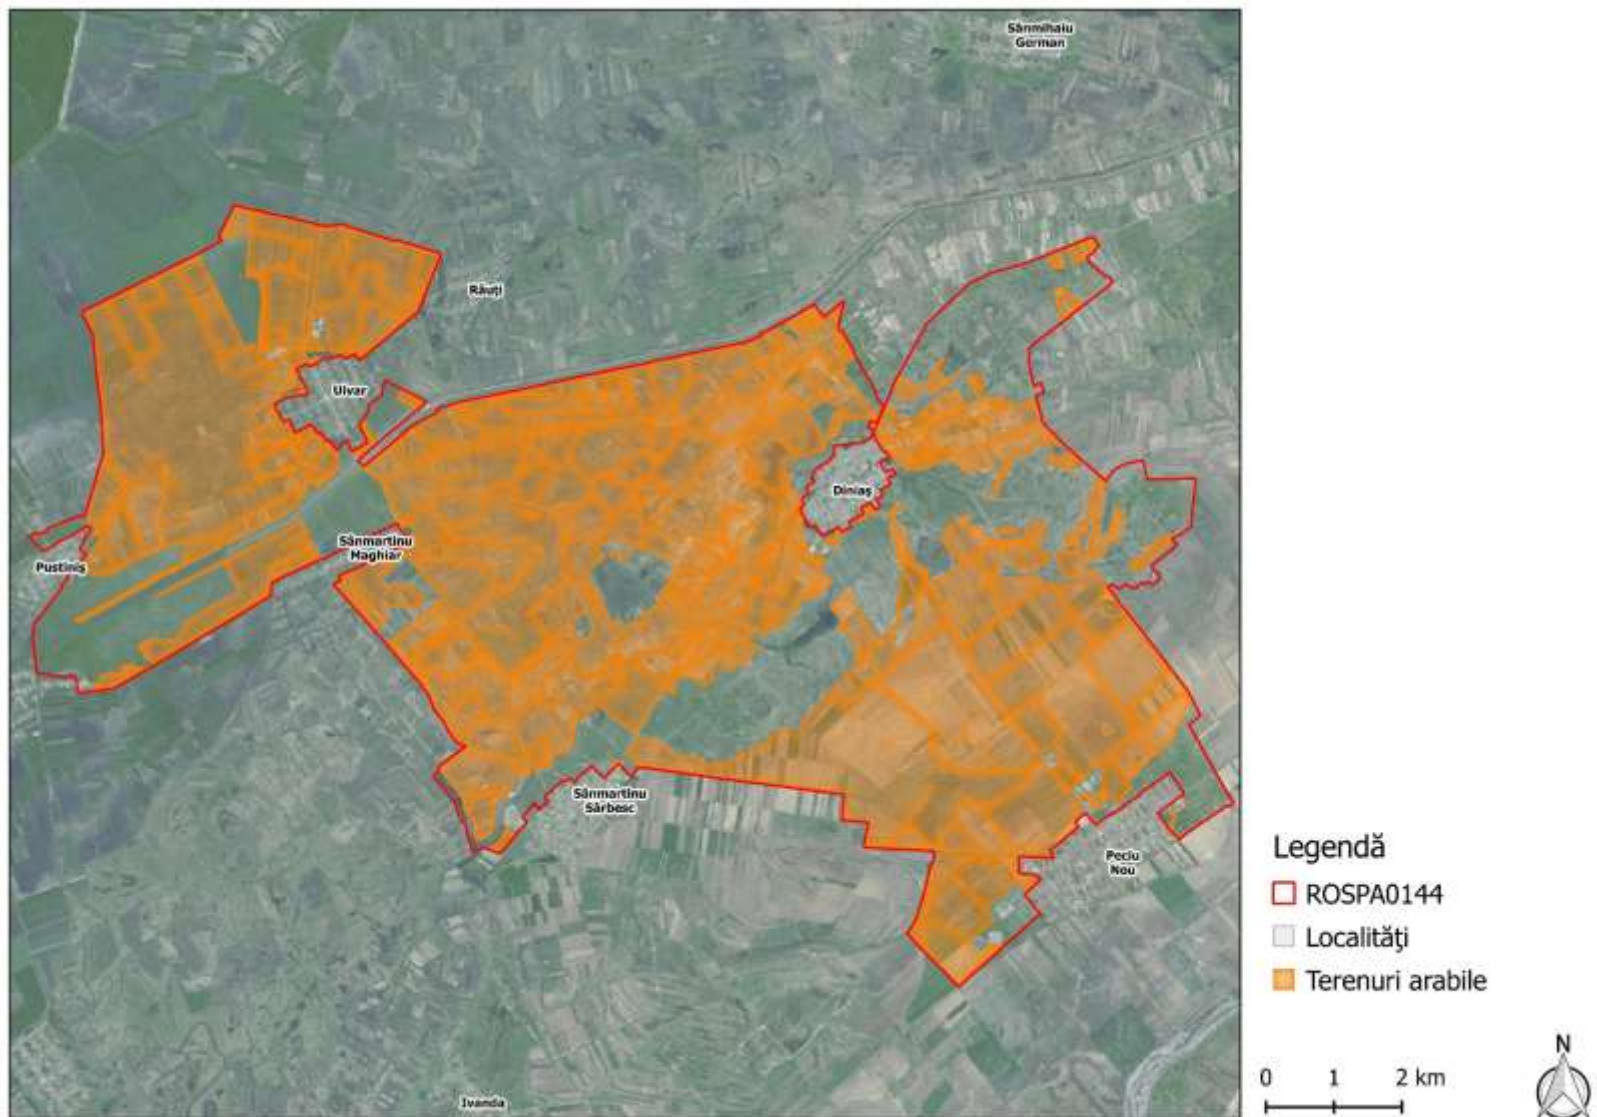 Sânmihaiu
German
Răuți
Ulvar
Diniaș
Sânmartinu
Maghiar
Pustiniș
Sânmartinu
Sârbesc
Peciu
Nou
Ivanda
Legendă
ROSPA0144
Localităţi
Terenuri arabile
N
0 1 2 km